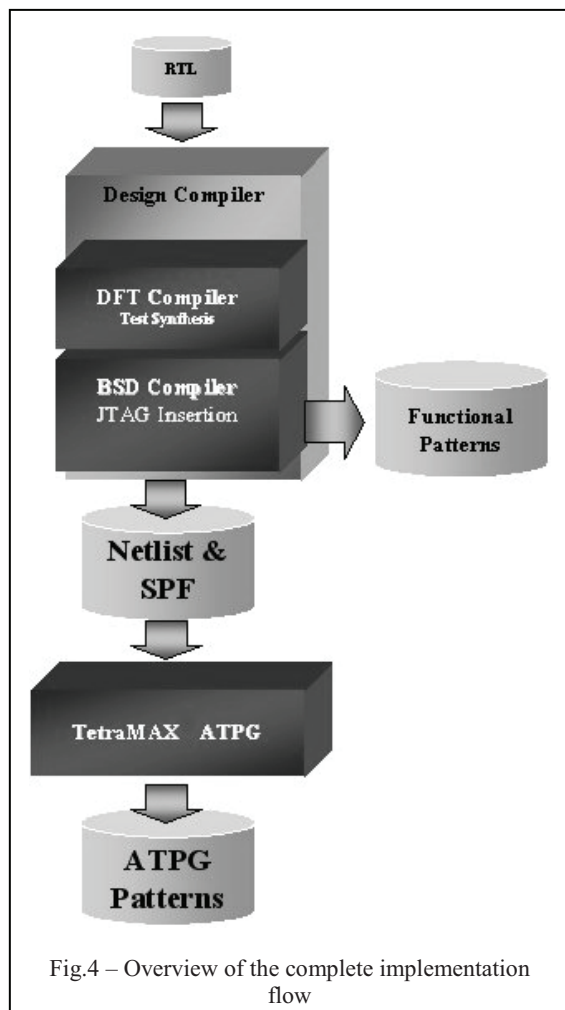 RTL
Design Compiler
DFT Compiler
Test Synthesis
BSD Compiler
JTAG Insertion
Functional
Patterns
Netlist &
SPF
TetraMAX ATPG
ATPG
Patterns
Fig.4 – Overview of the complete implementation
flow